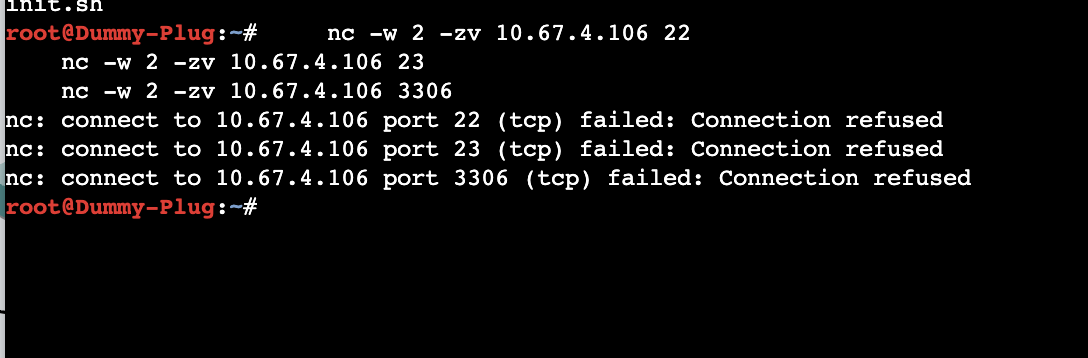 init.sh
root@Dummy-Plug:~#     nc -w 2 -zv 10.67.4.106 22
    nc -w 2 -zv 10.67.4.106 23
    nc -w 2 -zv 10.67.4.106 3306
nc: connect to 10.67.4.106 port 22 (tcp) failed: Connection refused
nc: connect to 10.67.4.106 port 23 (tcp) failed: Connection refused
nc: connect to 10.67.4.106 port 3306 (tcp) failed: Connection refused
root@Dummy-Plug:~#